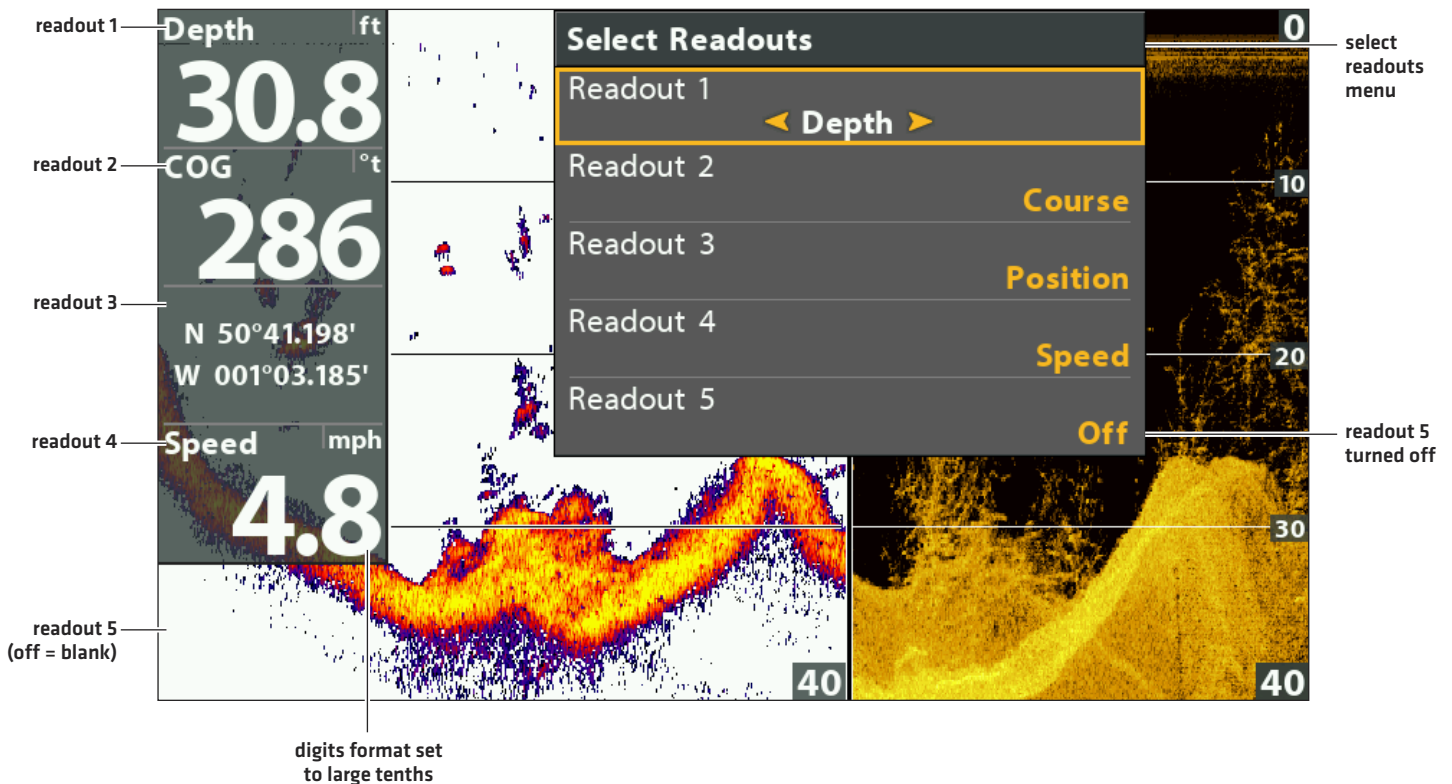 readout 1
Depth ft
30.8
readout 2
COG °t
286
readout 3
N 50°41.198'
W 001°03.185'
readout 4
Speed mph
4.8
readout 5
(off = blank)
digits format set
to large tenths
40
Select Readouts
Readout 1
Depth
Readout 2
Course
Readout 3
Position
Readout 4
Speed
Readout 5
Off
0
10
20
30
40
select
readouts
menu
readout 5
turned off